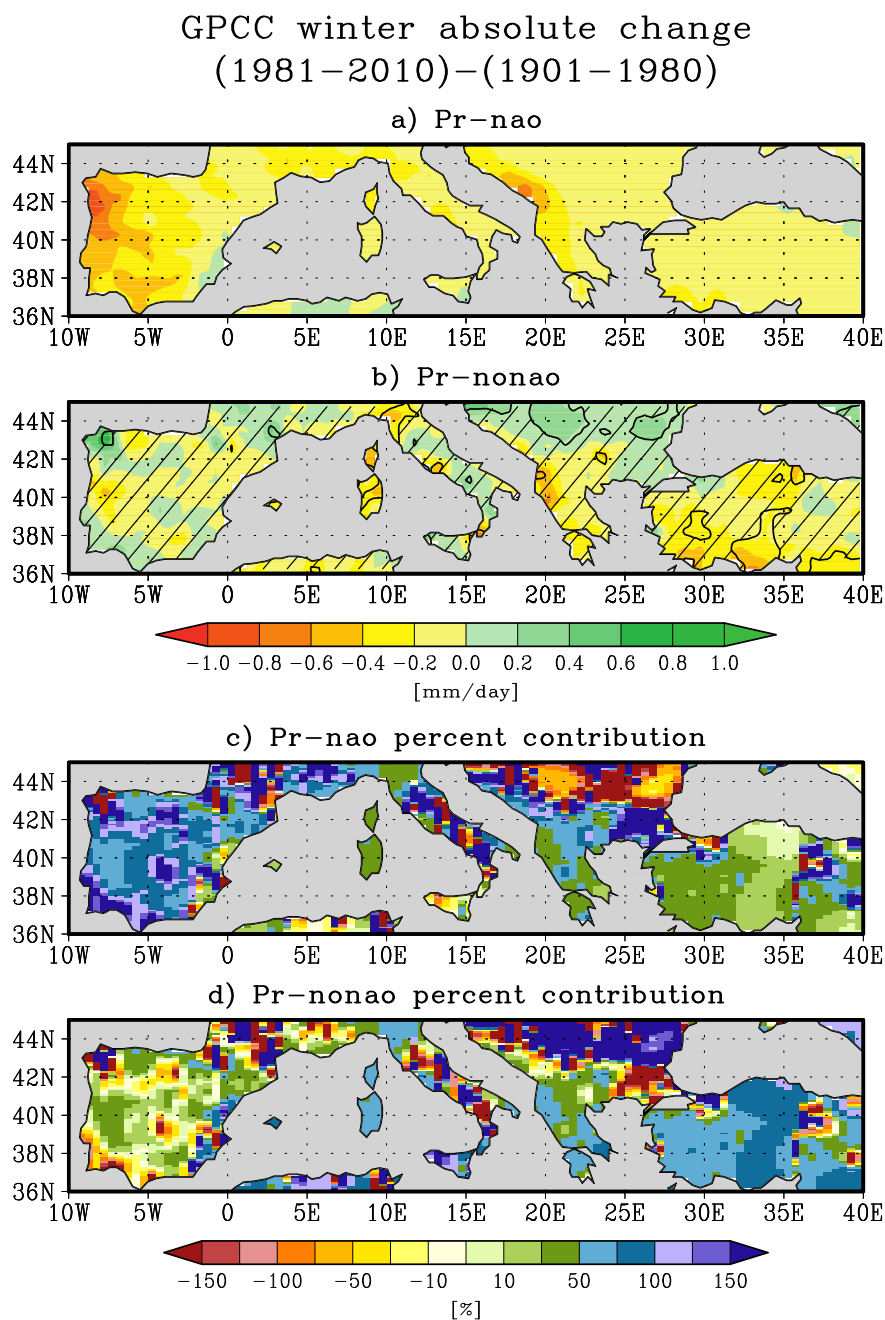 GPCC winter absolute change
(1981−2010)−(1901−1980)
a) Pr−nao
44N
42N
40N
38N
36N
10W 5W 0 5E 10E 15E 20E 25E 30E 35E 40E
b) Pr−nonao
44N
42N
40N
38N
36N
10W 5W 0 5E 10E 15E 20E 25E 30E 35E 40E
−1.0 −0.8 −0.6 −0.4 −0.2 0.0 0.2 0.4 0.6 0.8 1.0
[mm/day]
c) Pr−nao percent contribution
44N
42N
40N
38N
36N
10W 5W 0 5E 10E 15E 20E 25E 30E 35E 40E
d) Pr−nonao percent contribution
44N
42N
40N
38N
36N
10W 5W 0 5E 10E 15E 20E 25E 30E 35E 40E
−150 −100 −50 −10 10 50 100 150
[%]